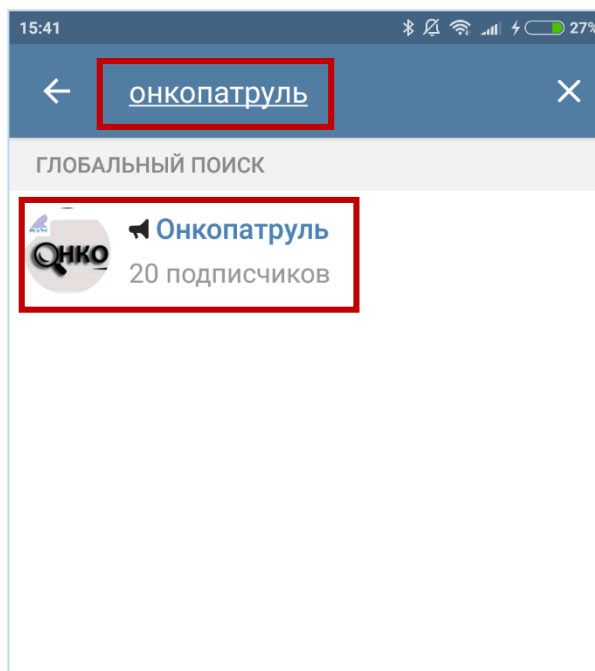 15:41
27%
онкопатруль
ГЛОБАЛЬНЫЙ ПОИСК
Онкопатруль
ОНКО
20 подписчиков